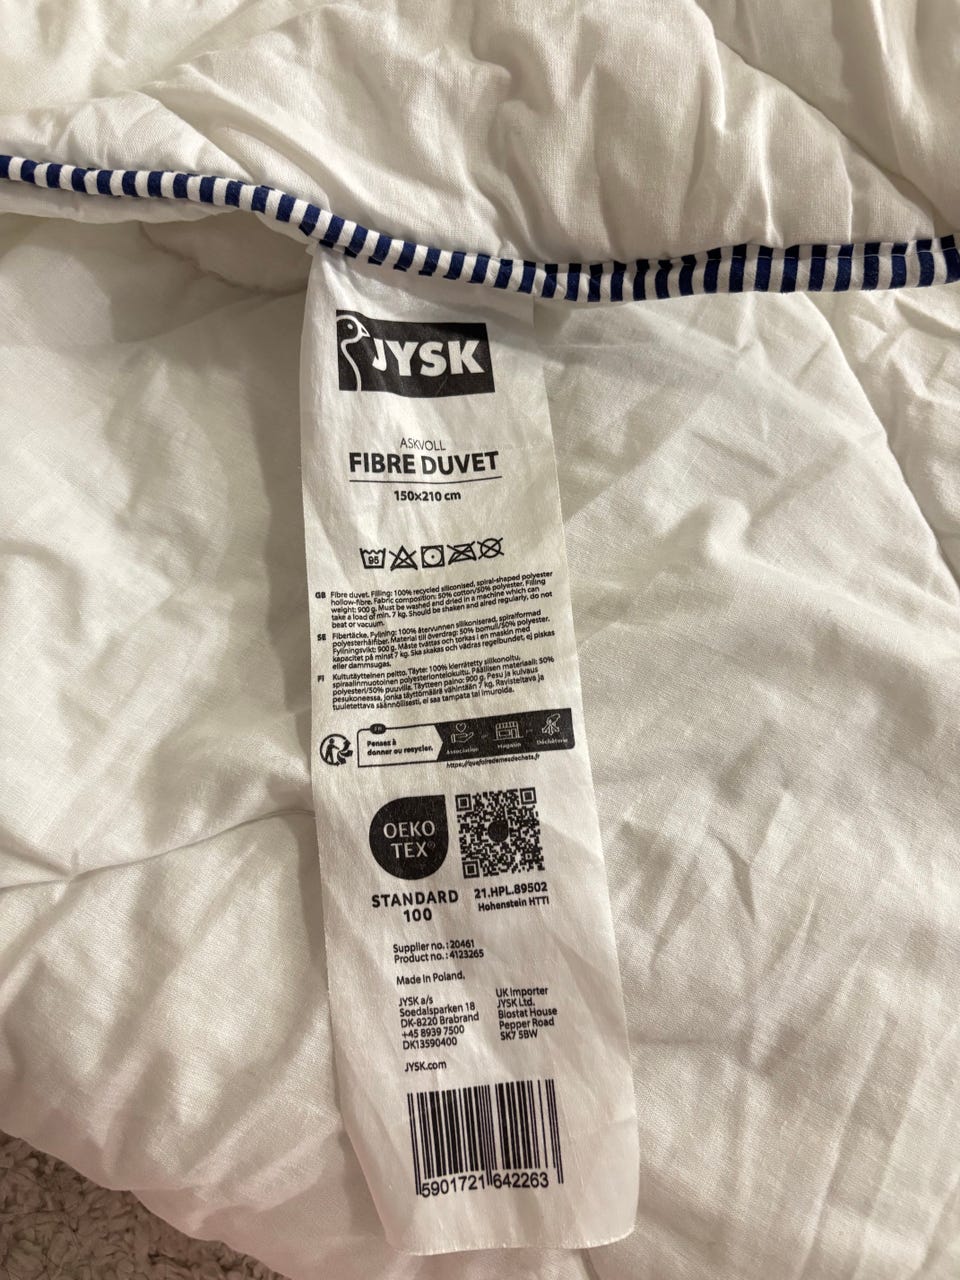 JYSK
ASKVOLL
FIBRE DUVET
150x210 cm
95
GB Fibre duvet. Filling: 100% recycled siliconised, spiral-shaped polyester
hollow-fibre. Fabric composition: 50% cotton/50% polyester. Filling
weight: 900 g. Must be washed and dried in a machine which can
take a load of min. 7 kg. Should be shaken and aired regularly, do not
beat or vacuum.
SE Fibertäcke. Fyllning: 100% återvunnen silikoniserad, spiralformad
polyesterhålfiber. Material till överdrag: 50% bomull/50% polyester.
Fyllningsvikt: 900 g. Måste tvättas och torkas i en maskin med
kapacitet på minst 7 kg. Ska skakas och vädras regelbundet, ej piskas
eller dammsugas.
FI Kuitutäytteinen peitto. Täyte: 100% kierrätetty silikonoitu,
spiraalinmuotoinen polyesteriontelokuitu. Päällisen materiaali: 50%
polyesteri/50% puuvilla. Täytteen paino: 900 g. Pesu ja kuivaus
pesukoneessa, jonka täyttömäärä vähintään 7 kg. Ravisteltava ja
tuuletettava säännöllisesti, ei saa tampata tai imuroida.
FR
Pensez à
donner ou recycler.
Association
Magasin
Déchèterie
https://quefairedemesdechets.fr
OEKO
TEX®
STANDARD
100
21.HPL.89502
Hohenstein HTTI
Supplier no.: 20461
Product no.: 4123265
Made in Poland.
JYSK a/s
Soedalsparken 18
DK-8220 Brabrand
+45 8939 7500
DK13590400
UK Importer
JYSK Ltd.
Biostat House
Pepper Road
SK7 5BW
JYSK.com
5901721 642263